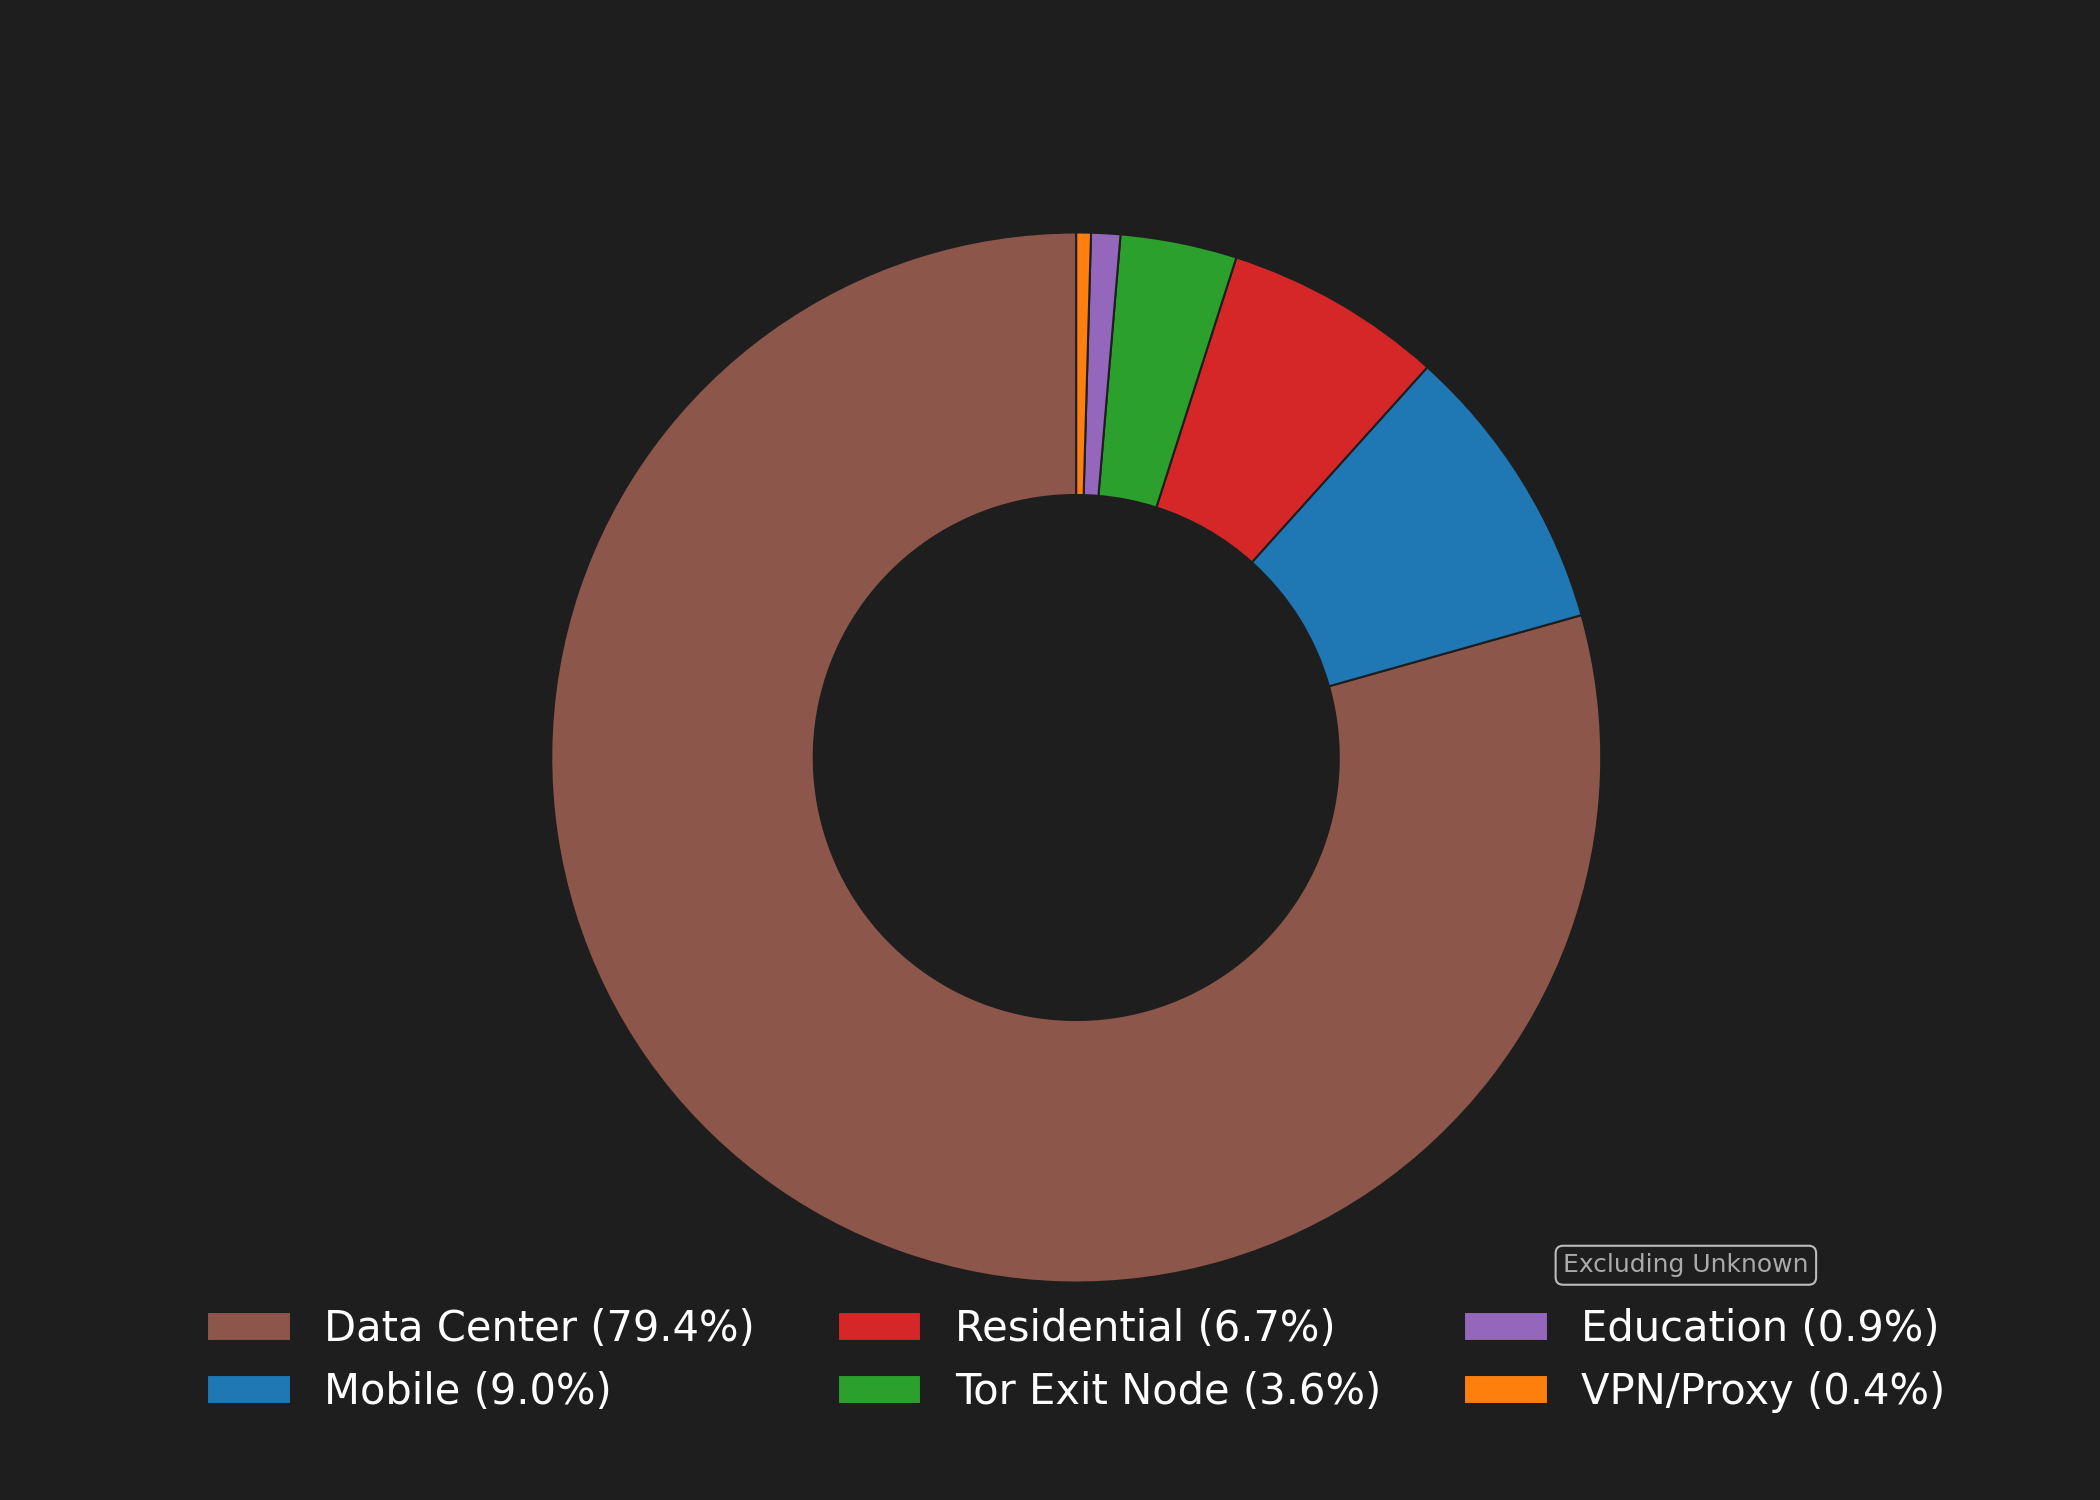 Excluding Unknown
Data Center (79.4%)
Residential (6.7%)
Education (0.9%)
Mobile (9.0%)
Tor Exit Node (3.6%)
VPN/Proxy (0.4%)